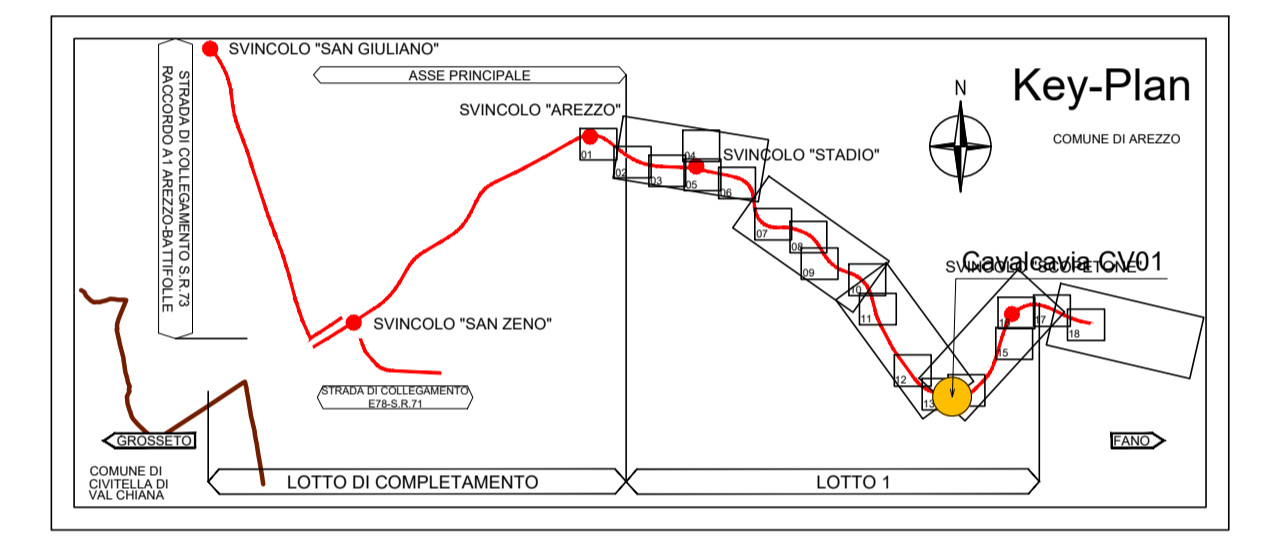 SVINCOLO "SAN GIULIANO"
STRADA DI COLLEGAMENTO S.R.73
RACCORDO A1 AREZZO-BATTIFOLLE
ASSE PRINCIPALE
Key-Plan
N
COMUNE DI AREZZO
SVINCOLO "AREZZO"
SVINCOLO "STADIO"
01
02
03
04
05
06
07
08
09
10
11
12
13
15
16
17
18
SVINCOLO "SCOPETONE"
Cavalcavia CV01
SVINCOLO "SAN ZENO"
STRADA DI COLLEGAMENTO
E78-S.R.71
GROSSETO
FANO
COMUNE DI
CIVITELLA DI
VAL CHIANA
LOTTO DI COMPLETAMENTO
LOTTO 1